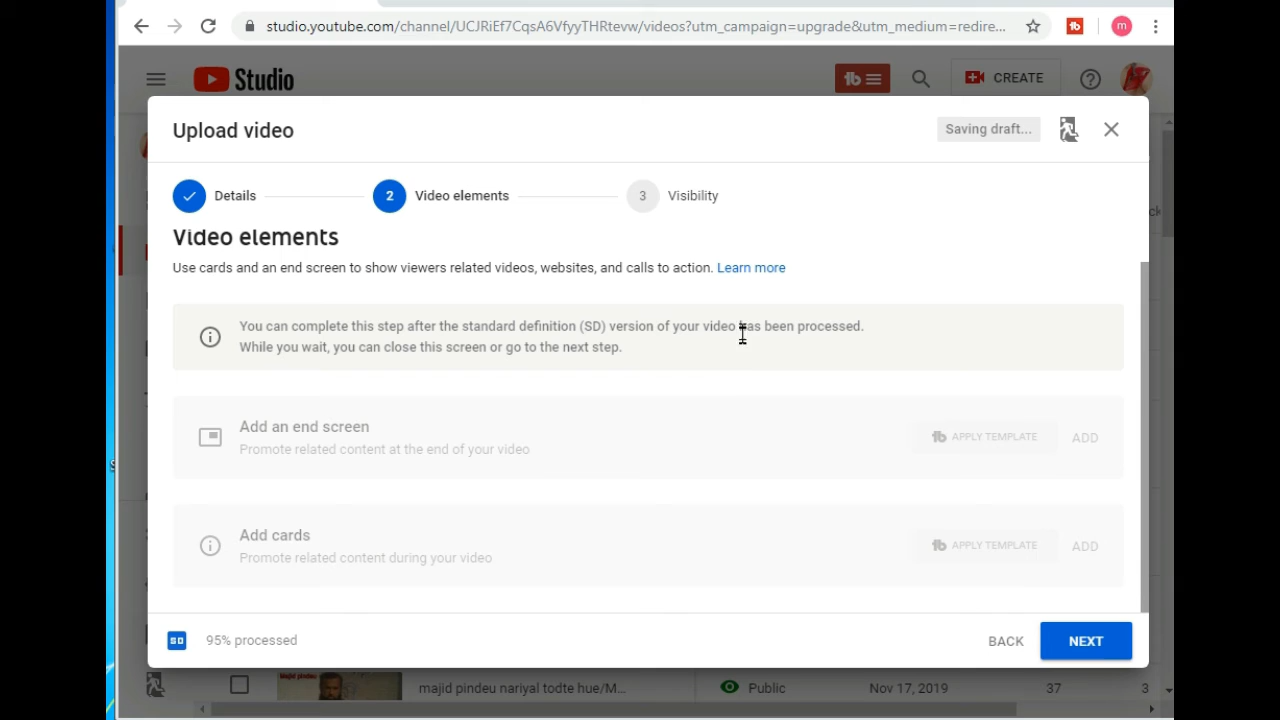 studio.youtube.com/channel/UCJRiEf7CqsA6VfyyTHRtevw/videos?utm_campaign=upgrade&utm_medium=redire...
m
Studio
CREATE
Upload video
Saving draft...
Details
2
Video elements
3
Visibility
Video elements
Use cards and an end screen to show viewers related videos, websites, and calls to action. Learn more
You can complete this step after the standard definition (SD) version of your video has been processed.
While you wait, you can close this screen or go to the next step.
Add an end screen
Promote related content at the end of your video
APPLY TEMPLATE
ADD
Add cards
Promote related content during your video
APPLY TEMPLATE
ADD
SD
95% processed
BACK
NEXT
majid pindeu nariyal todte hue/M...
Public
Nov 17, 2019
37
3